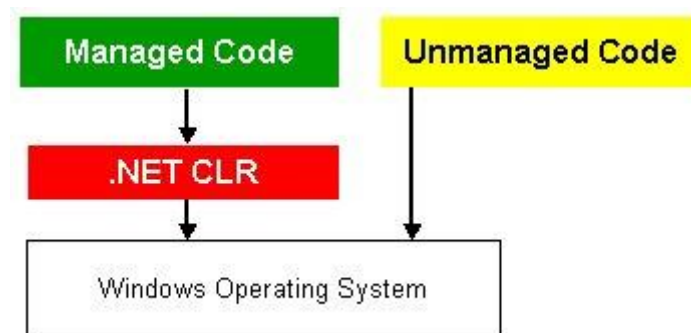 Managed Code
Unmanaged Code
.NET CLR
Windows Operating System